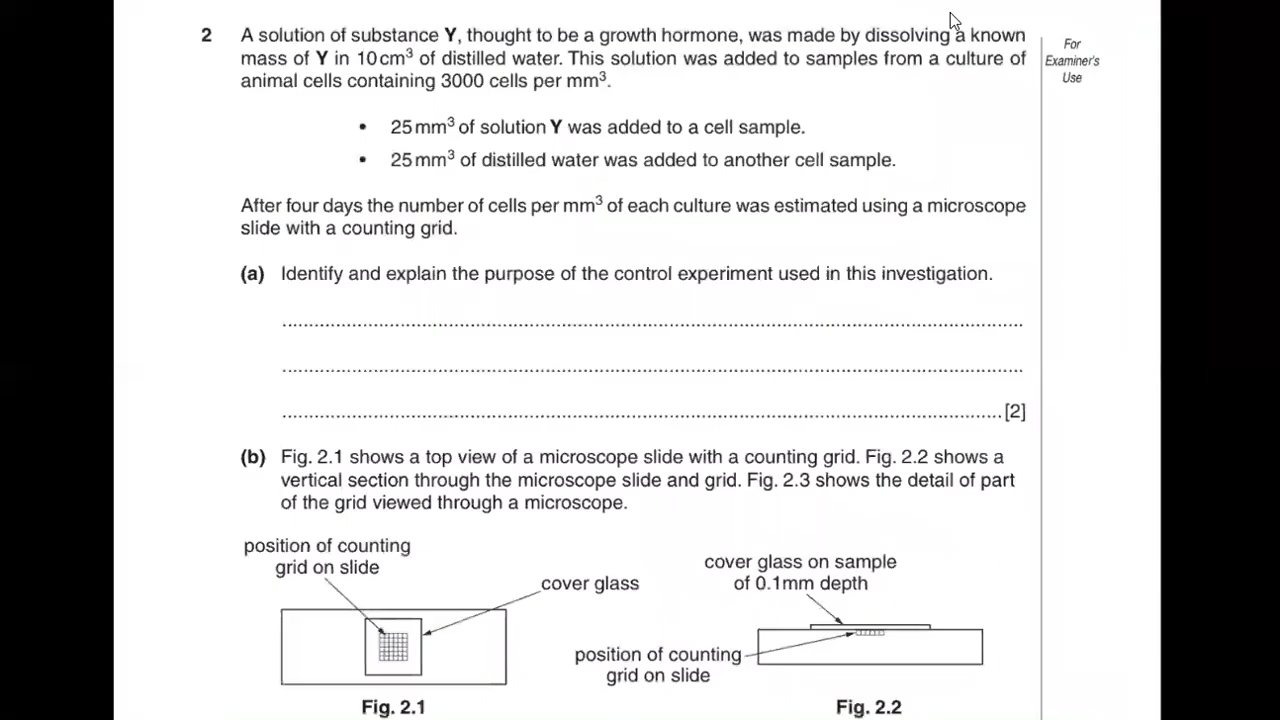 2 A solution of substance Y, thought to be a growth hormone, was made by dissolving a known
mass of Y in 10 cm³ of distilled water. This solution was added to samples from a culture of
animal cells containing 3000 cells per mm³.
For
Examiner's
Use
• 25 mm³ of solution Y was added to a cell sample.
• 25 mm³ of distilled water was added to another cell sample.
After four days the number of cells per mm³ of each culture was estimated using a microscope
slide with a counting grid.
(a) Identify and explain the purpose of the control experiment used in this investigation.
..........................................................................................................................................
..........................................................................................................................................
......................................................................................................................................[2]
(b) Fig. 2.1 shows a top view of a microscope slide with a counting grid. Fig. 2.2 shows a
vertical section through the microscope slide and grid. Fig. 2.3 shows the detail of part
of the grid viewed through a microscope.
position of counting
grid on slide
cover glass
Fig. 2.1
cover glass on sample
of 0.1mm depth
position of counting
grid on slide
Fig. 2.2